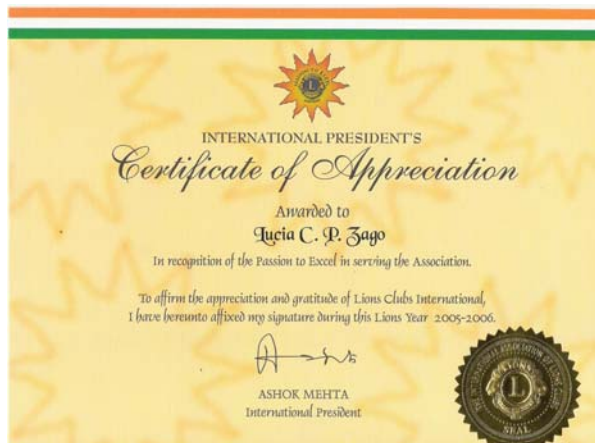 INTERNATIONAL PRESIDENT'S
Certificate of Appreciation
Awarded to
Lucia C. P. Zago
In recognition of the Passion to Excel in serving the Association.
To affirm the appreciation and gratitude of Lions Clubs International,
I have hereunto affixed my signature during this Lions Year 2005-2006.
ASHOK MEHTA
International President
L
SEAL